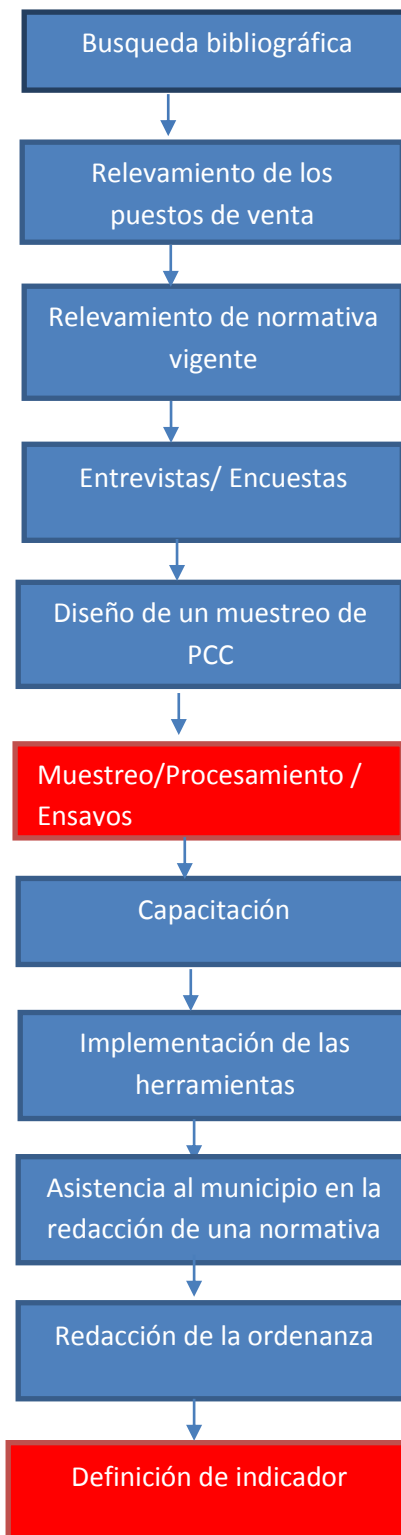 Busqueda bibliográfica
Relevamiento de los
puestos de venta
Relevamiento de normativa
vigente
Entrevistas/ Encuestas
Diseño de un muestreo de
PCC
Muestreo/Procesamiento /
Ensavos
Capacitación
Implementación de las
herramientas
Asistencia al municipio en la
redacción de una normativa
Redacción de la ordenanza
Definición de indicador